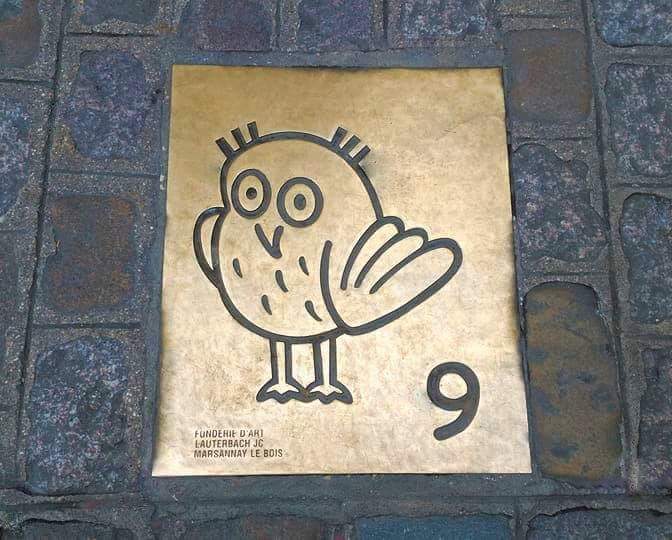 9
FONDERIE D'ART
LAUTERBACH JC
MARSANNAY LE BOIS